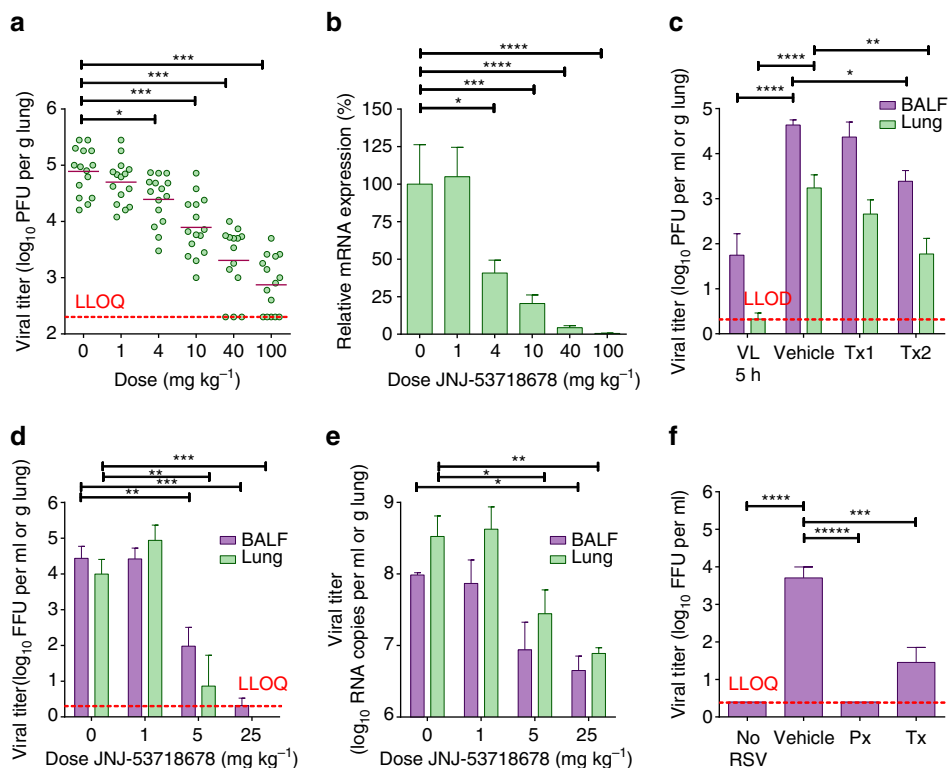 a
***
***
***
*
Viral titer (log10 PFU per g lung)
6
5
4
3
2
LLOQ
0 1 4 10 40 100
Dose (mg kg−1)
b
****
****
***
*
Relative mRNA expression (%)
150
125
100
75
50
25
0
0 1 4 10 40 100
Dose JNJ-53718678 (mg kg−1)
c
**
****
*
****
BALF
Lung
Viral titer (log10 PFU per ml or g lung)
5
4
3
2
1
0
LLOD
VL Vehicle Tx1 Tx2
5 h
d
***
**
***
**
BALF
Lung
Viral titer(log10 FFU per ml or g lung)
6
5
4
3
2
1
0
LLOQ
0 1 5 25
Dose JNJ-53718678 (mg kg−1)
e
**
*
*
BALF
Lung
Viral titer
(log10 RNA copies per ml or g lung)
9
8
7
6
0 1 5 25
Dose JNJ-53718678 (mg kg−1)
f
****
***
*****
Viral titer (log10 FFU per ml)
6
5
4
3
2
1
0
LLOQ
No Vehicle Px Tx
RSV